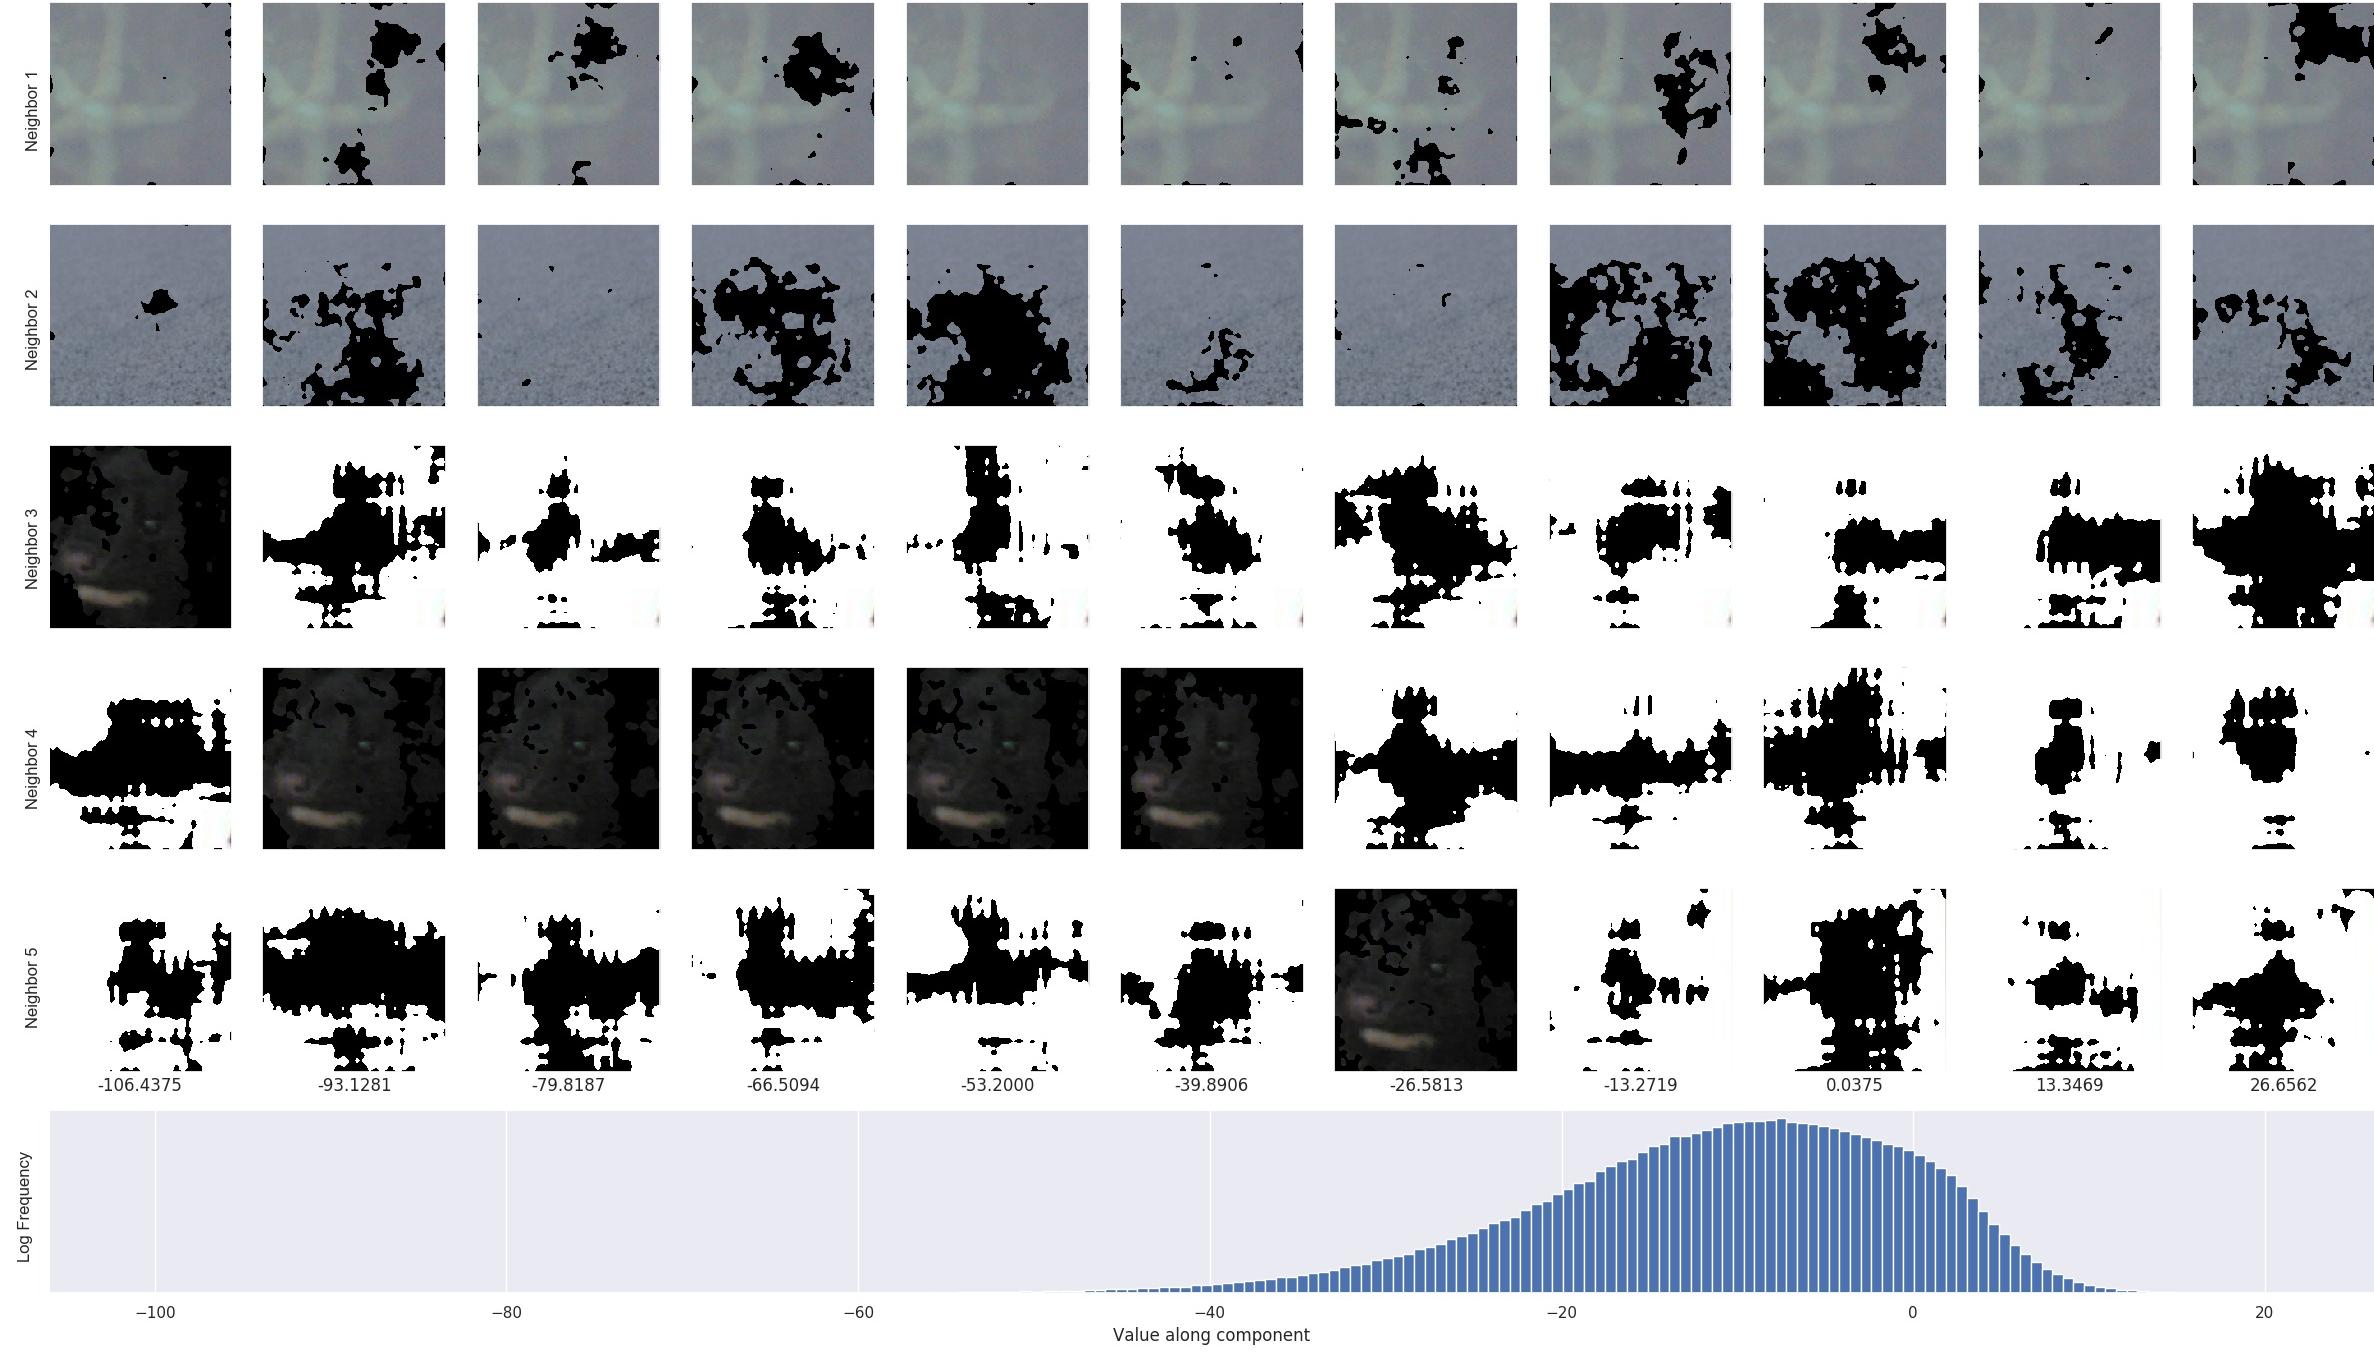 Neighbor 1
Neighbor 2
Neighbor 3
Neighbor 4
Neighbor 5
-106.4375 -93.1281 -79.8187 -66.5094 -53.2000 -39.8906 -26.5813 -13.2719 0.0375 13.3469 26.6562
Log Frequency
−100 −80 −60 −40 −20 0 20
Value along component